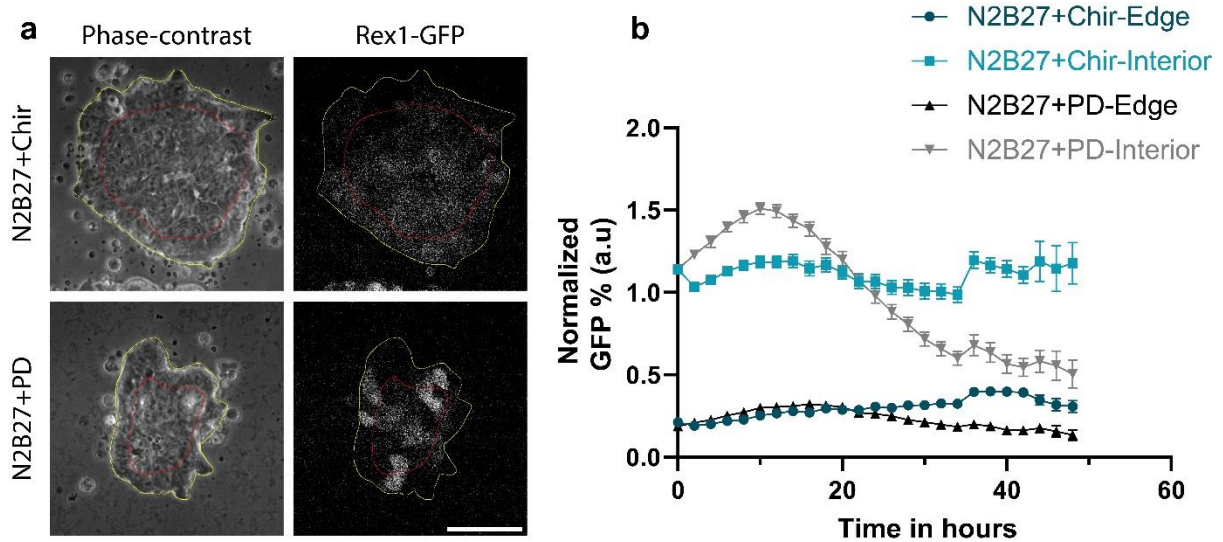 a
Phase-contrast
Rex1-GFP
N2B27+Chir
N2B27+PD
b
N2B27+Chir-Edge
N2B27+Chir-Interior
N2B27+PD-Edge
N2B27+PD-Interior
Normalized
GFP % (a.u)
2.0
1.5
1.0
0.5
0.0
0
20
40
60
Time in hours